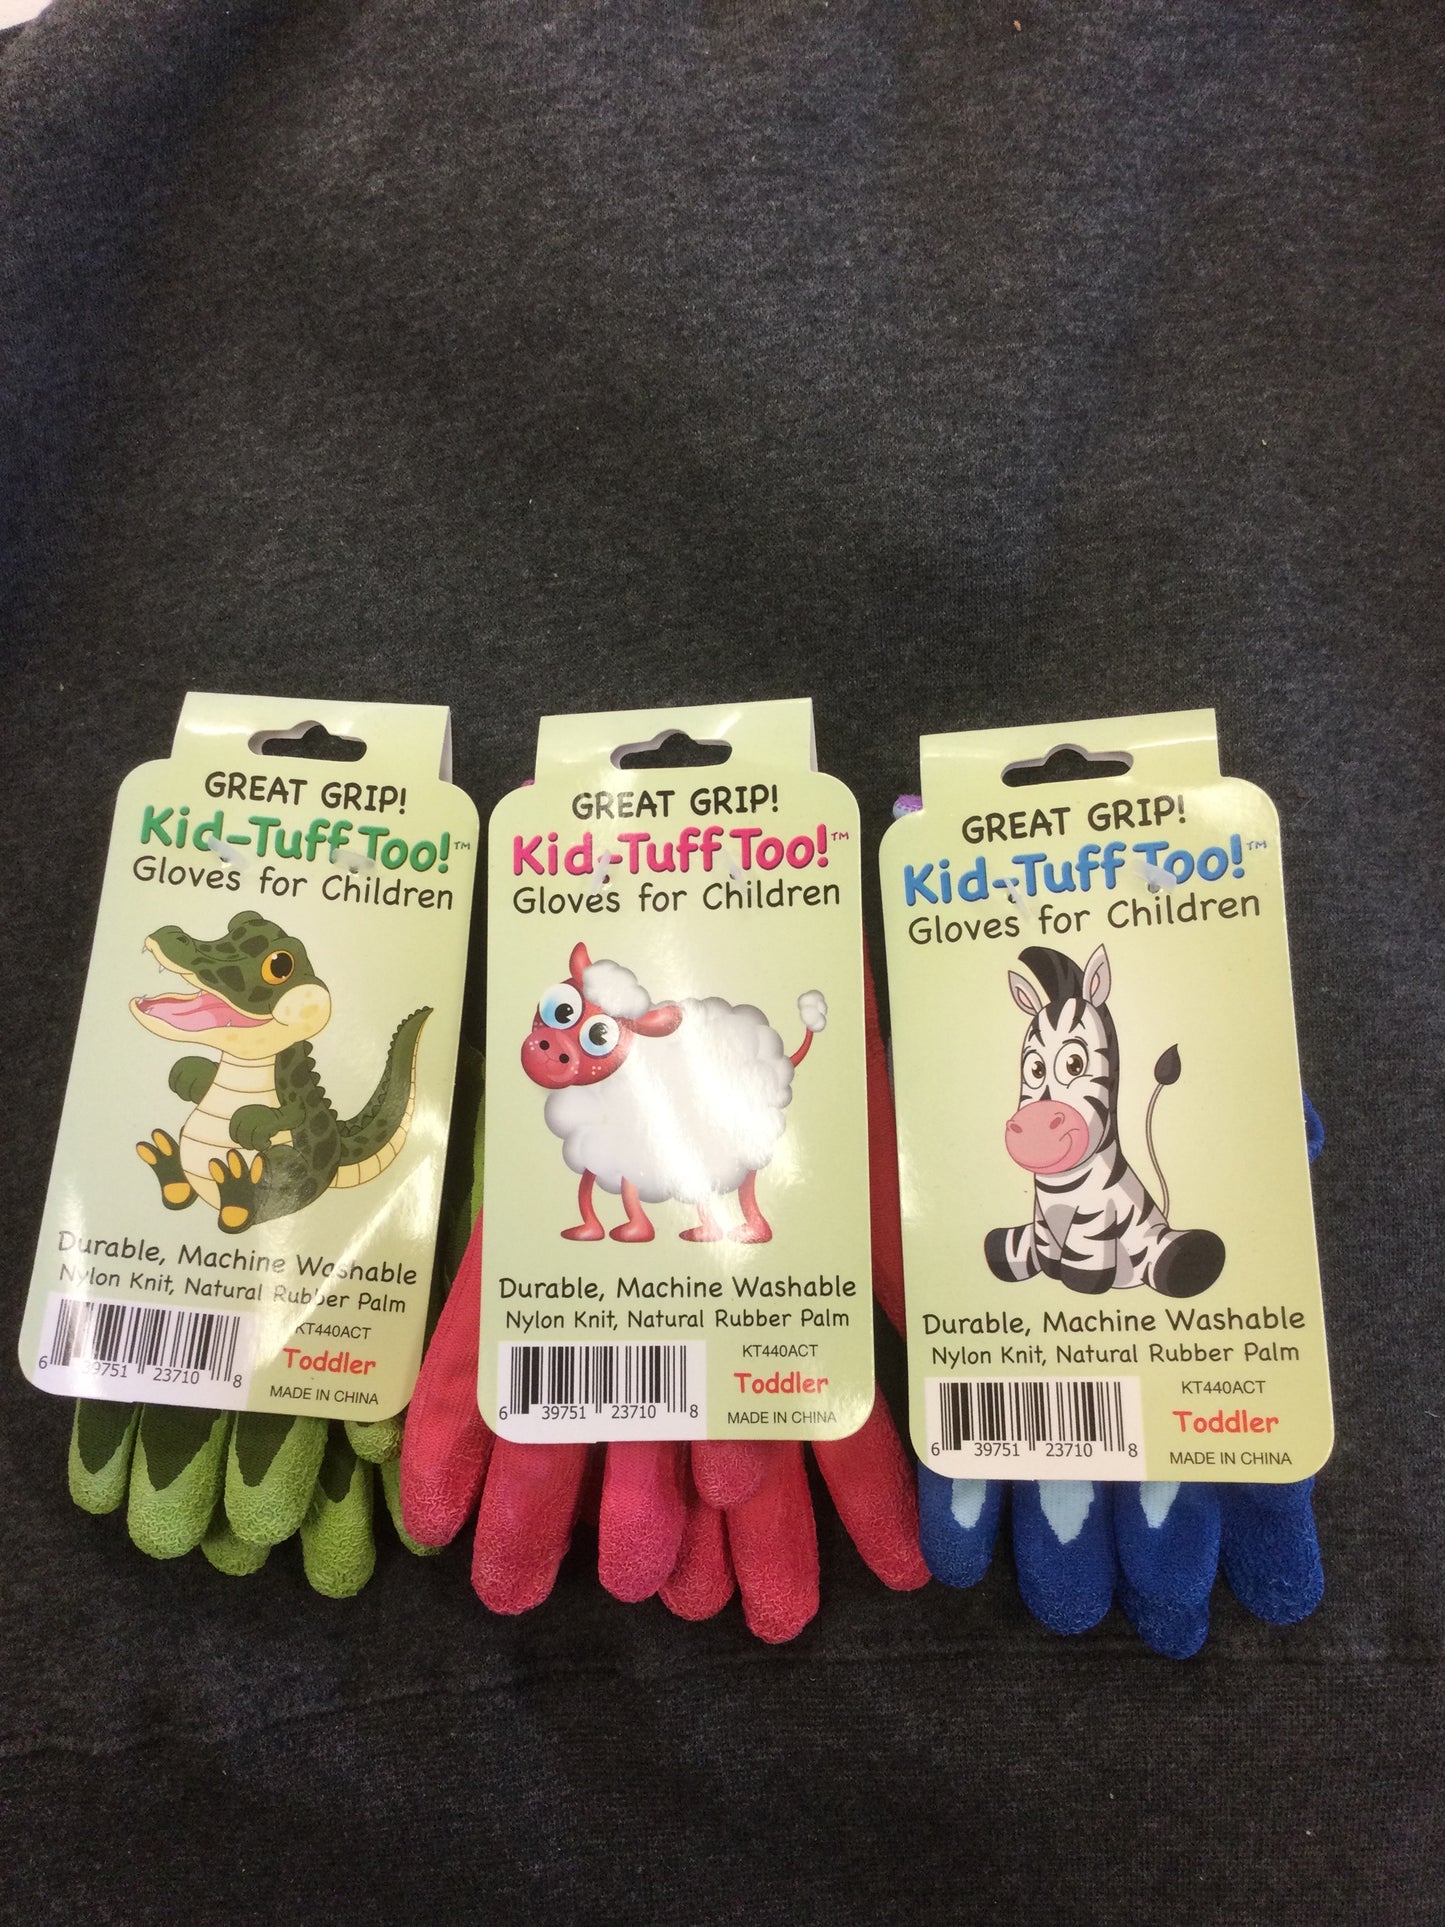 GREAT GRIP!
Kid-Tuff Too!™
Gloves for Children
Durable, Machine Washable
Nylon Knit, Natural Rubber Palm
KT440ACT
Toddler
MADE IN CHINA
6 39751 23710 8
GREAT GRIP!
Kid-Tuff Too!™
Gloves for Children
Durable, Machine Washable
Nylon Knit, Natural Rubber Palm
KT440ACT
Toddler
MADE IN CHINA
6 39751 23710 8
GREAT GRIP!
Kid-Tuff Too!™
Gloves for Children
Durable, Machine Washable
Nylon Knit, Natural Rubber Palm
KT440ACT
Toddler
MADE IN CHINA
6 39751 23710 8